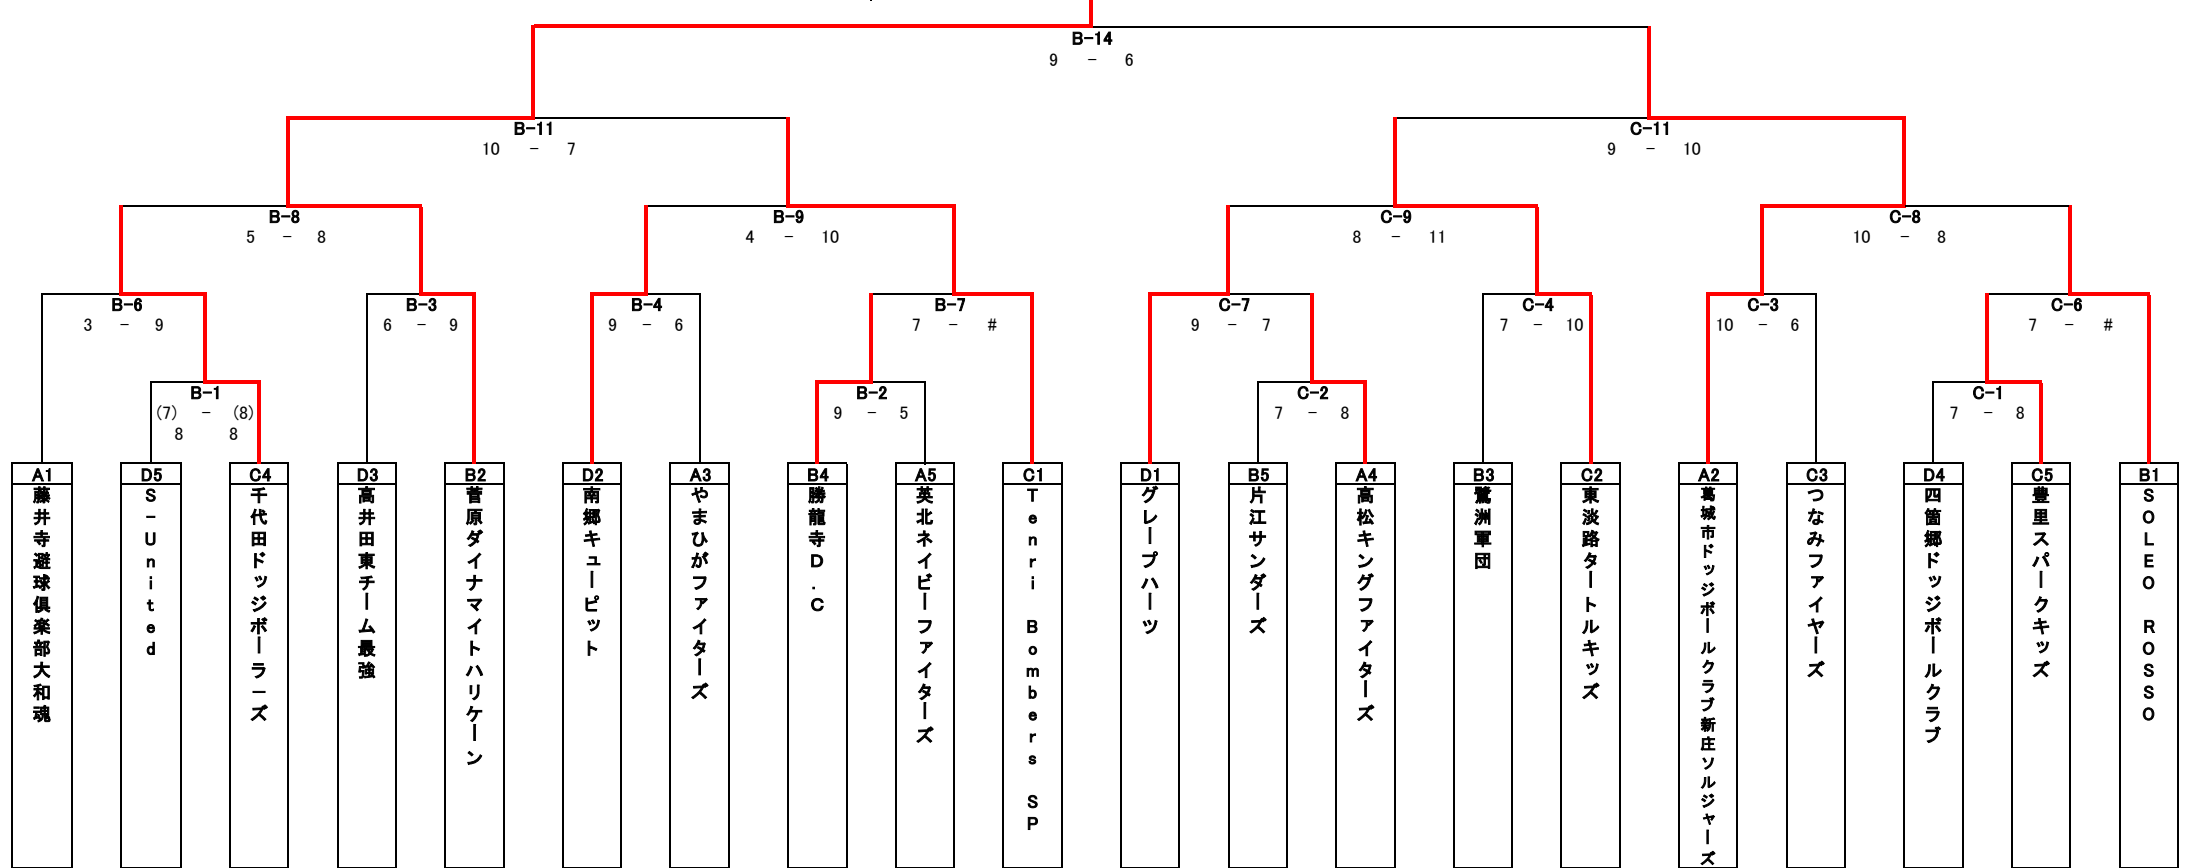 B-14
9 - 6
B-11
10 - 7
C-11
9 - 10
B-8
5 - 8
B-9
4 - 10
C-9
8 - 11
C-8
10 - 8
B-6
3 - 9
B-3
6 - 9
B-4
9 - 6
B-7
7 - #
C-7
9 - 7
C-4
7 - 10
C-3
10 - 6
C-6
7 - #
B-1
(7) - (8)
8 8
B-2
9 - 5
C-2
7 - 8
C-1
7 - 8
A1
藤井寺避球倶楽部大和魂
D5
S-United
C4
千代田ドッジボーラーズ
D3
高井田東チーム最強
B2
菅原ダイナマイトハリケーン
D2
南郷キューピット
A3
やまひがファイターズ
B4
勝龍寺D.C
A5
英北ネイビーファイターズ
C1
Tenri Bombers SP
D1
グレープハーツ
B5
片江サンダーズ
A4
高松キングファイターズ
B3
鷺洲軍団
C2
東淡路タートルキッズ
A2
葛城市ドッジボールクラブ新庄ソルジャーズ
C3
つなみファイヤーズ
D4
四箇郷ドッジボールクラブ
C5
豊里スパークキッズ
B1
SOLEO ROSSO